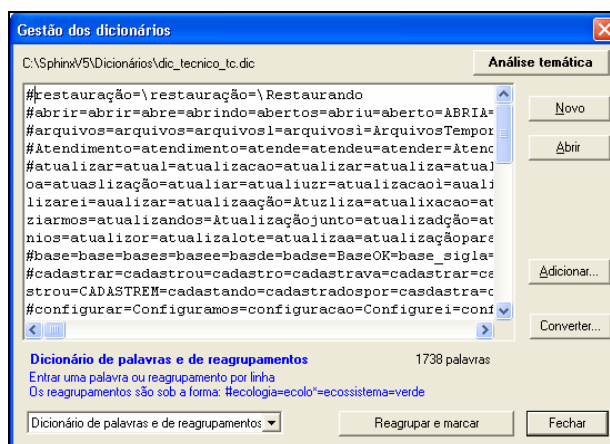 Gestão dos dicionários
C:\SphinxV5\Dicionários\dic_tecnico_tc.dic
Análise temática
#restauração=\restauração=\Restaurando
#abrir=abrir=abre=abrindo=abertos=abriu=aberto=ABRIA=
#arquivos=arquivos=arquivosl=arquivosì=ArquivosTempor
#Atendimento=atendimento=atende=atendeu=atender=Atend
#atualizar=atual=atualizacao=atualizar=atualiza=atual
oa=atuaslização=atualiar=atualiuzr=atualizacaoi=auali
lizarei=aualizar=atualizaação=Atuzliza=atualixacao=at
ziarmos=atualizandos=Atualizaçãojunto=atualizadção=at
nios=atualizor=atualizalote=atualizaa=atualizaçãopara
#base=base=bases=basee=basde=badse=BaseOK=base_sigla=
#cadastrar=cadastrou=cadastro=cadastrava=cadastrar=ca
strou=CADASTREM=cadastando=cadastradospor=casdastra=c
#configurar=Configuramos=configuracao=Configurei=conf
Novo
Abrir
Adicionar...
Converter...
Dicionário de palavras e de reagrupamentos
1738 palavras
Entrar uma palavra ou reagrupamento por linha
Os reagrupamentos são sob a forma: #ecologia=ecolo*=ecossistema=verde
Dicionário de palavras e de reagrupamentos
Reagrupar e marcar
Fechar